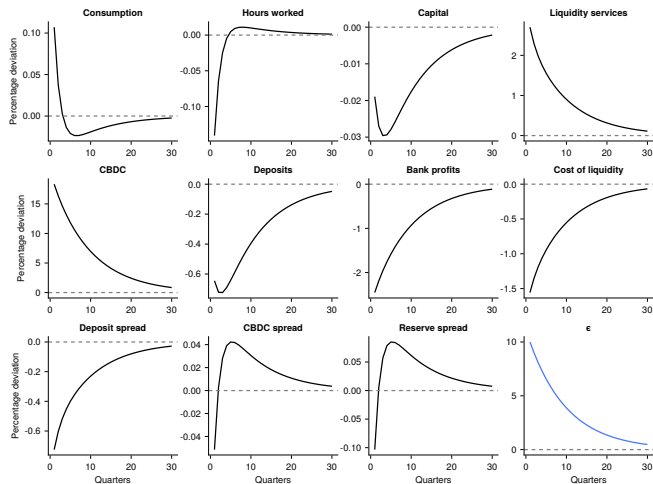 Consumption Hours worked Capital Liquidity services
Percentage deviation
0.10
0.05
0.00
0 10 20 30
0.00
-0.05
-0.10
0 10 20 30
0.00
-0.01
-0.02
-0.03
0 10 20 30
2
1
0
0 10 20 30
CBDC Deposits Bank profits Cost of liquidity
Percentage deviation
15
10
5
0
0 10 20 30
0.0
-0.2
-0.4
-0.6
0 10 20 30
0
-1
-2
0 10 20 30
0.0
-0.5
-1.0
-1.5
0 10 20 30
Deposit spread CBDC spread Reserve spread ϵ
Percentage deviation
0.0
-0.2
-0.4
-0.6
0 10 20 30
Quarters
0.04
0.02
0.00
0.02
0.04
0 10 20 30
Quarters
0.05
0.00
-0.05
-0.10
0 10 20 30
Quarters
10
5
0
0 10 20 30
Quarters